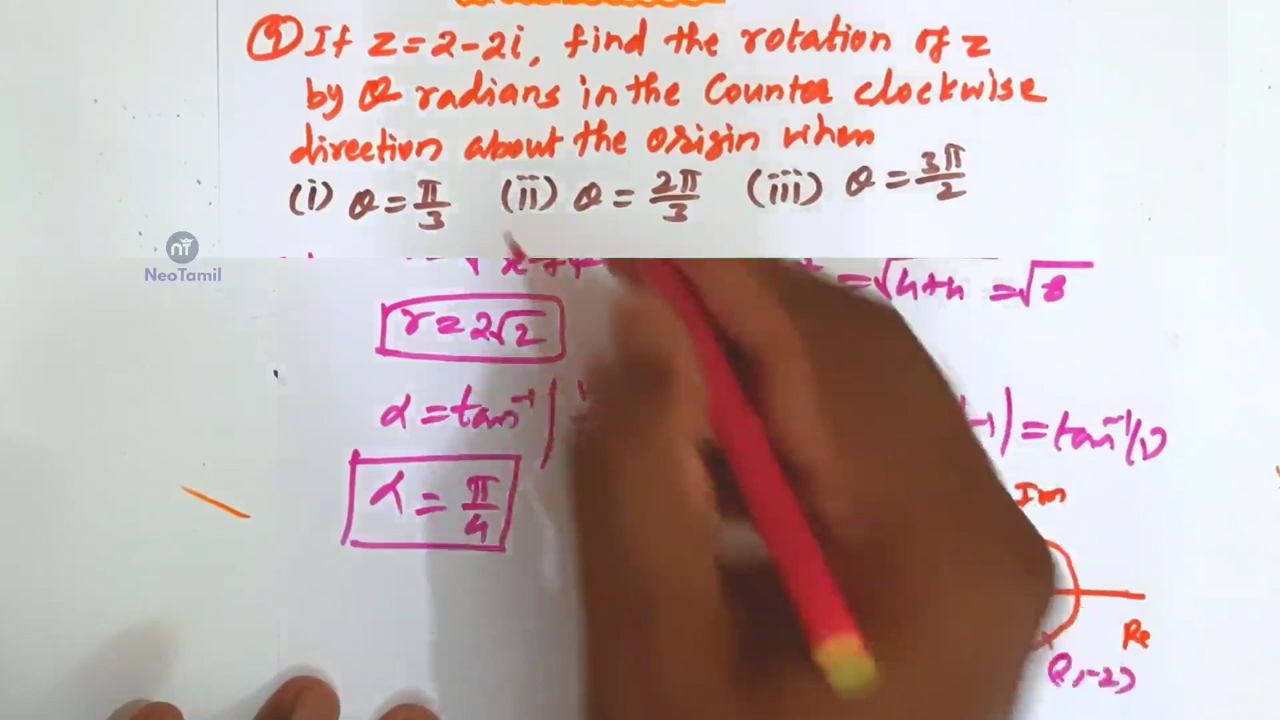 9) If z=2-2i, find the rotation of z
by θ radians in the Counter clockwise
direction about the origin when
(i) θ = π/3 (ii) θ = 2π/3 (iii) θ = 3π/2
NeoTamil
= √4+4 = √8
r = 2√2
α = tan⁻¹| -1| = tan⁻¹(1)
α = π/4
Im
Re
(2,-2)